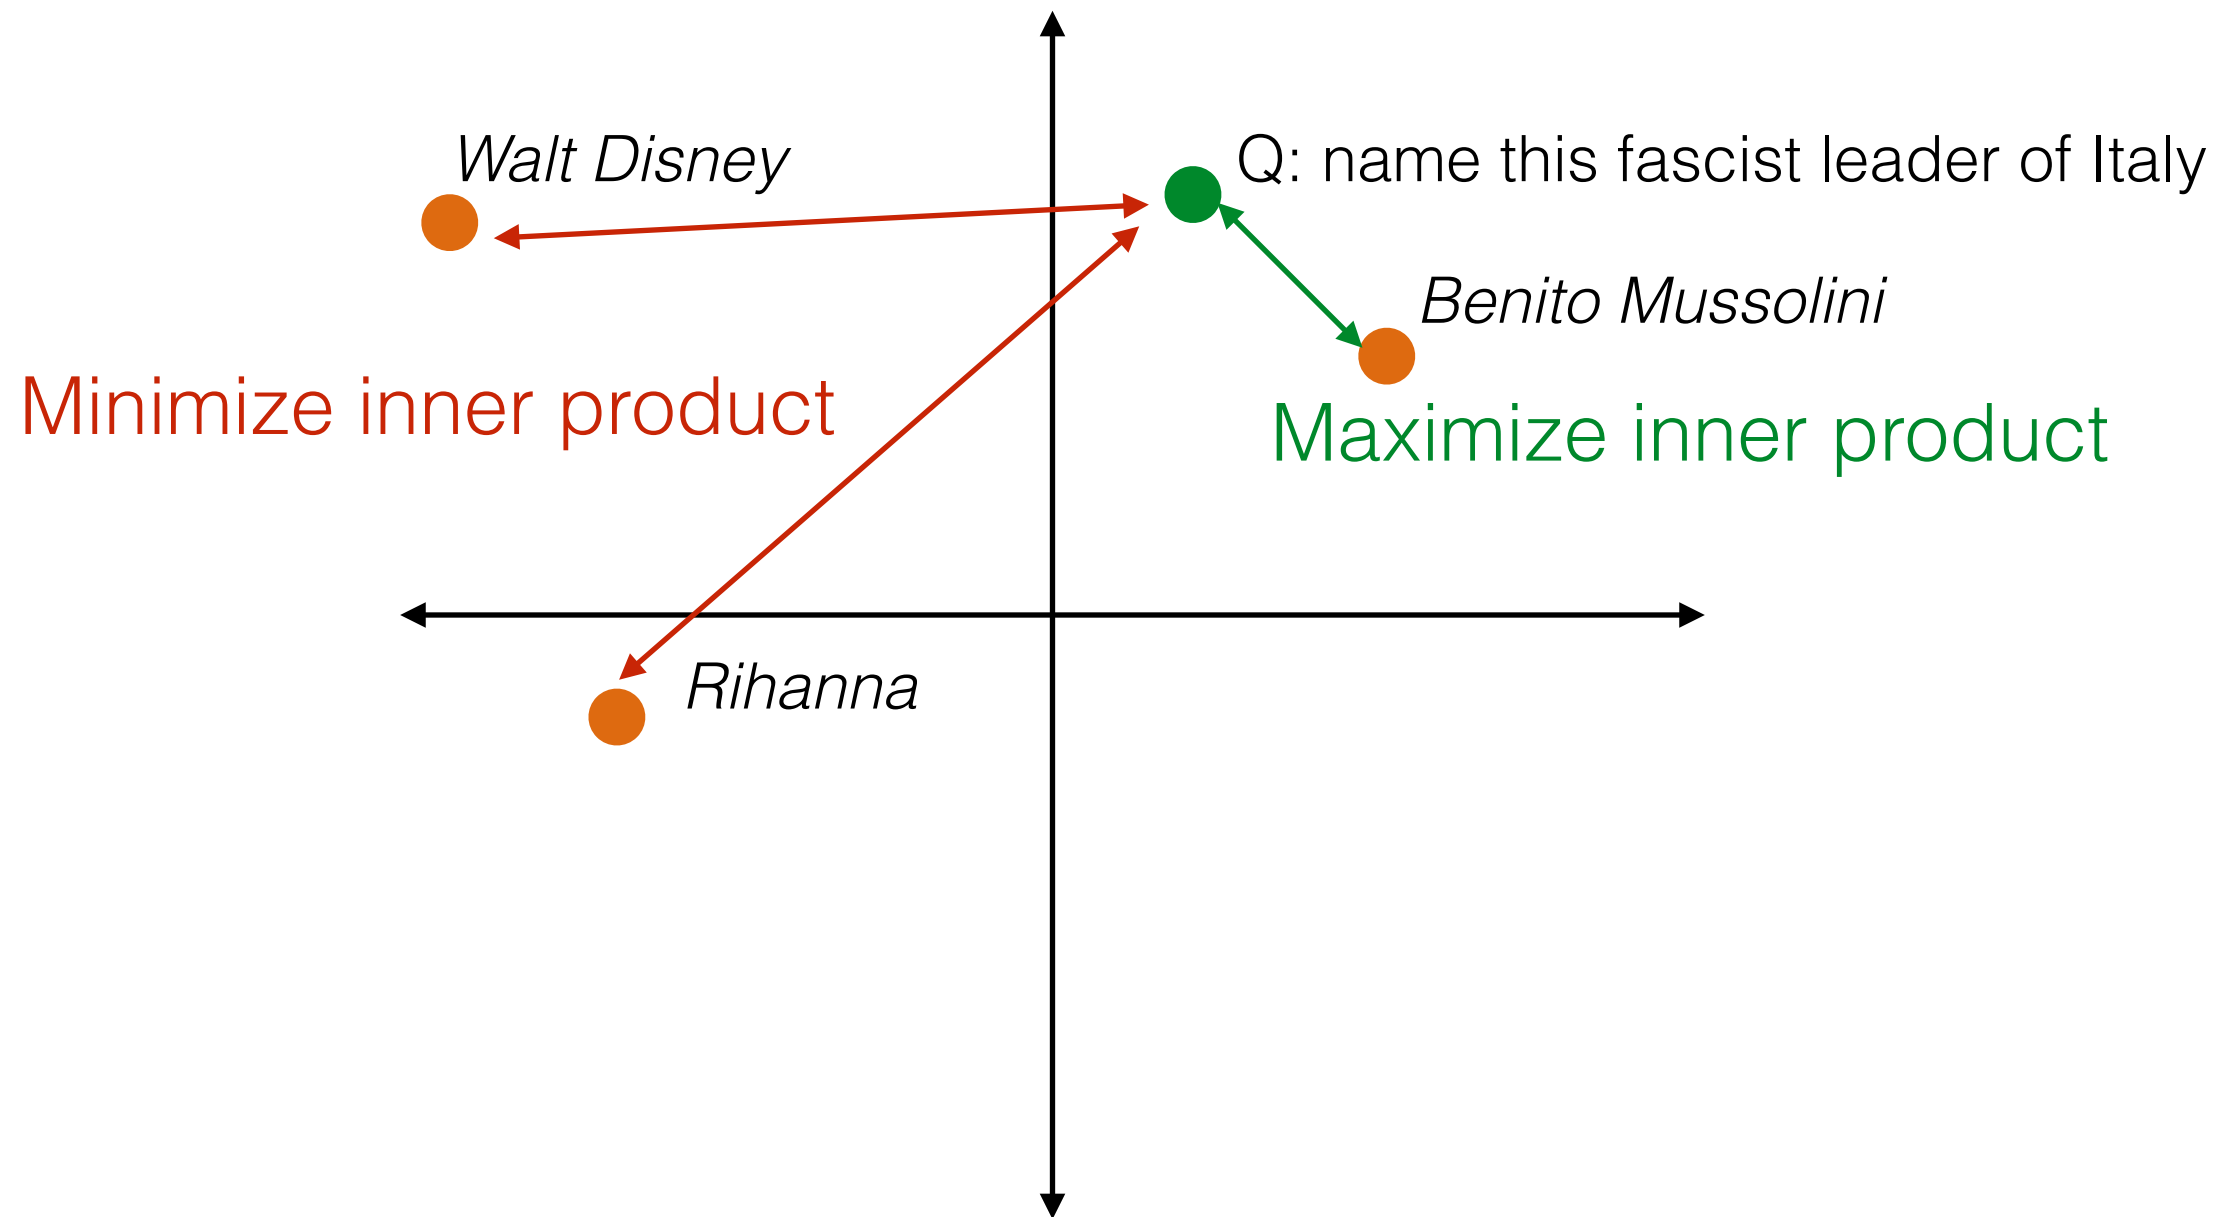 Walt Disney
Q: name this fascist leader of Italy
Benito Mussolini
Minimize inner product
Maximize inner product
Rihanna